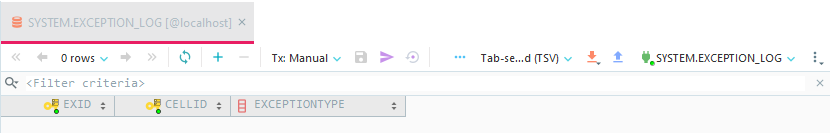 SYSTEM.EXCEPTION_LOG [@localhost]
0 rows Tx: Manual Tab-se...d (TSV) SYSTEM.EXCEPTION_LOG
<Filter criteria>
EXID CELLID EXCEPTIONTYPE